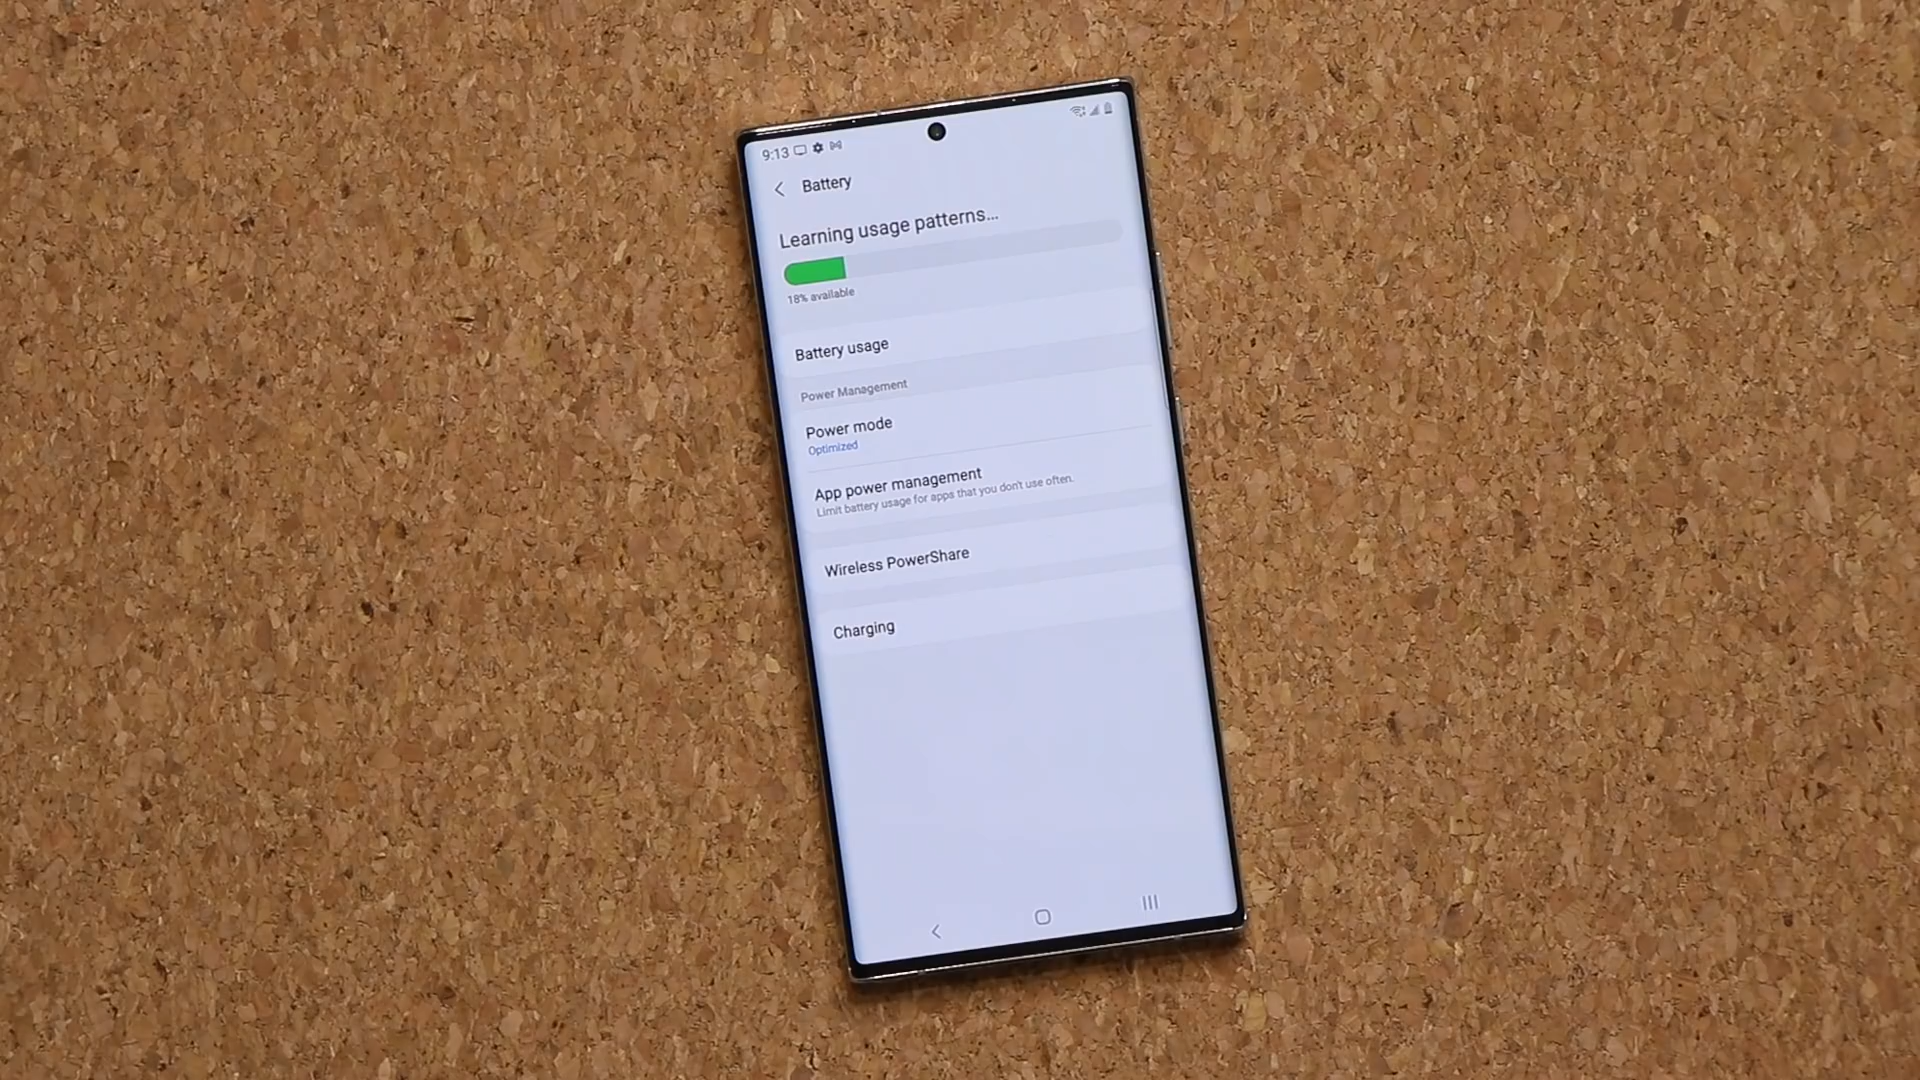 9:13
Battery
Learning usage patterns...
18% available
Battery usage
Power Management
Power mode
Optimized
App power management
Limit battery usage for apps that you don't use often.
Wireless PowerShare
Charging